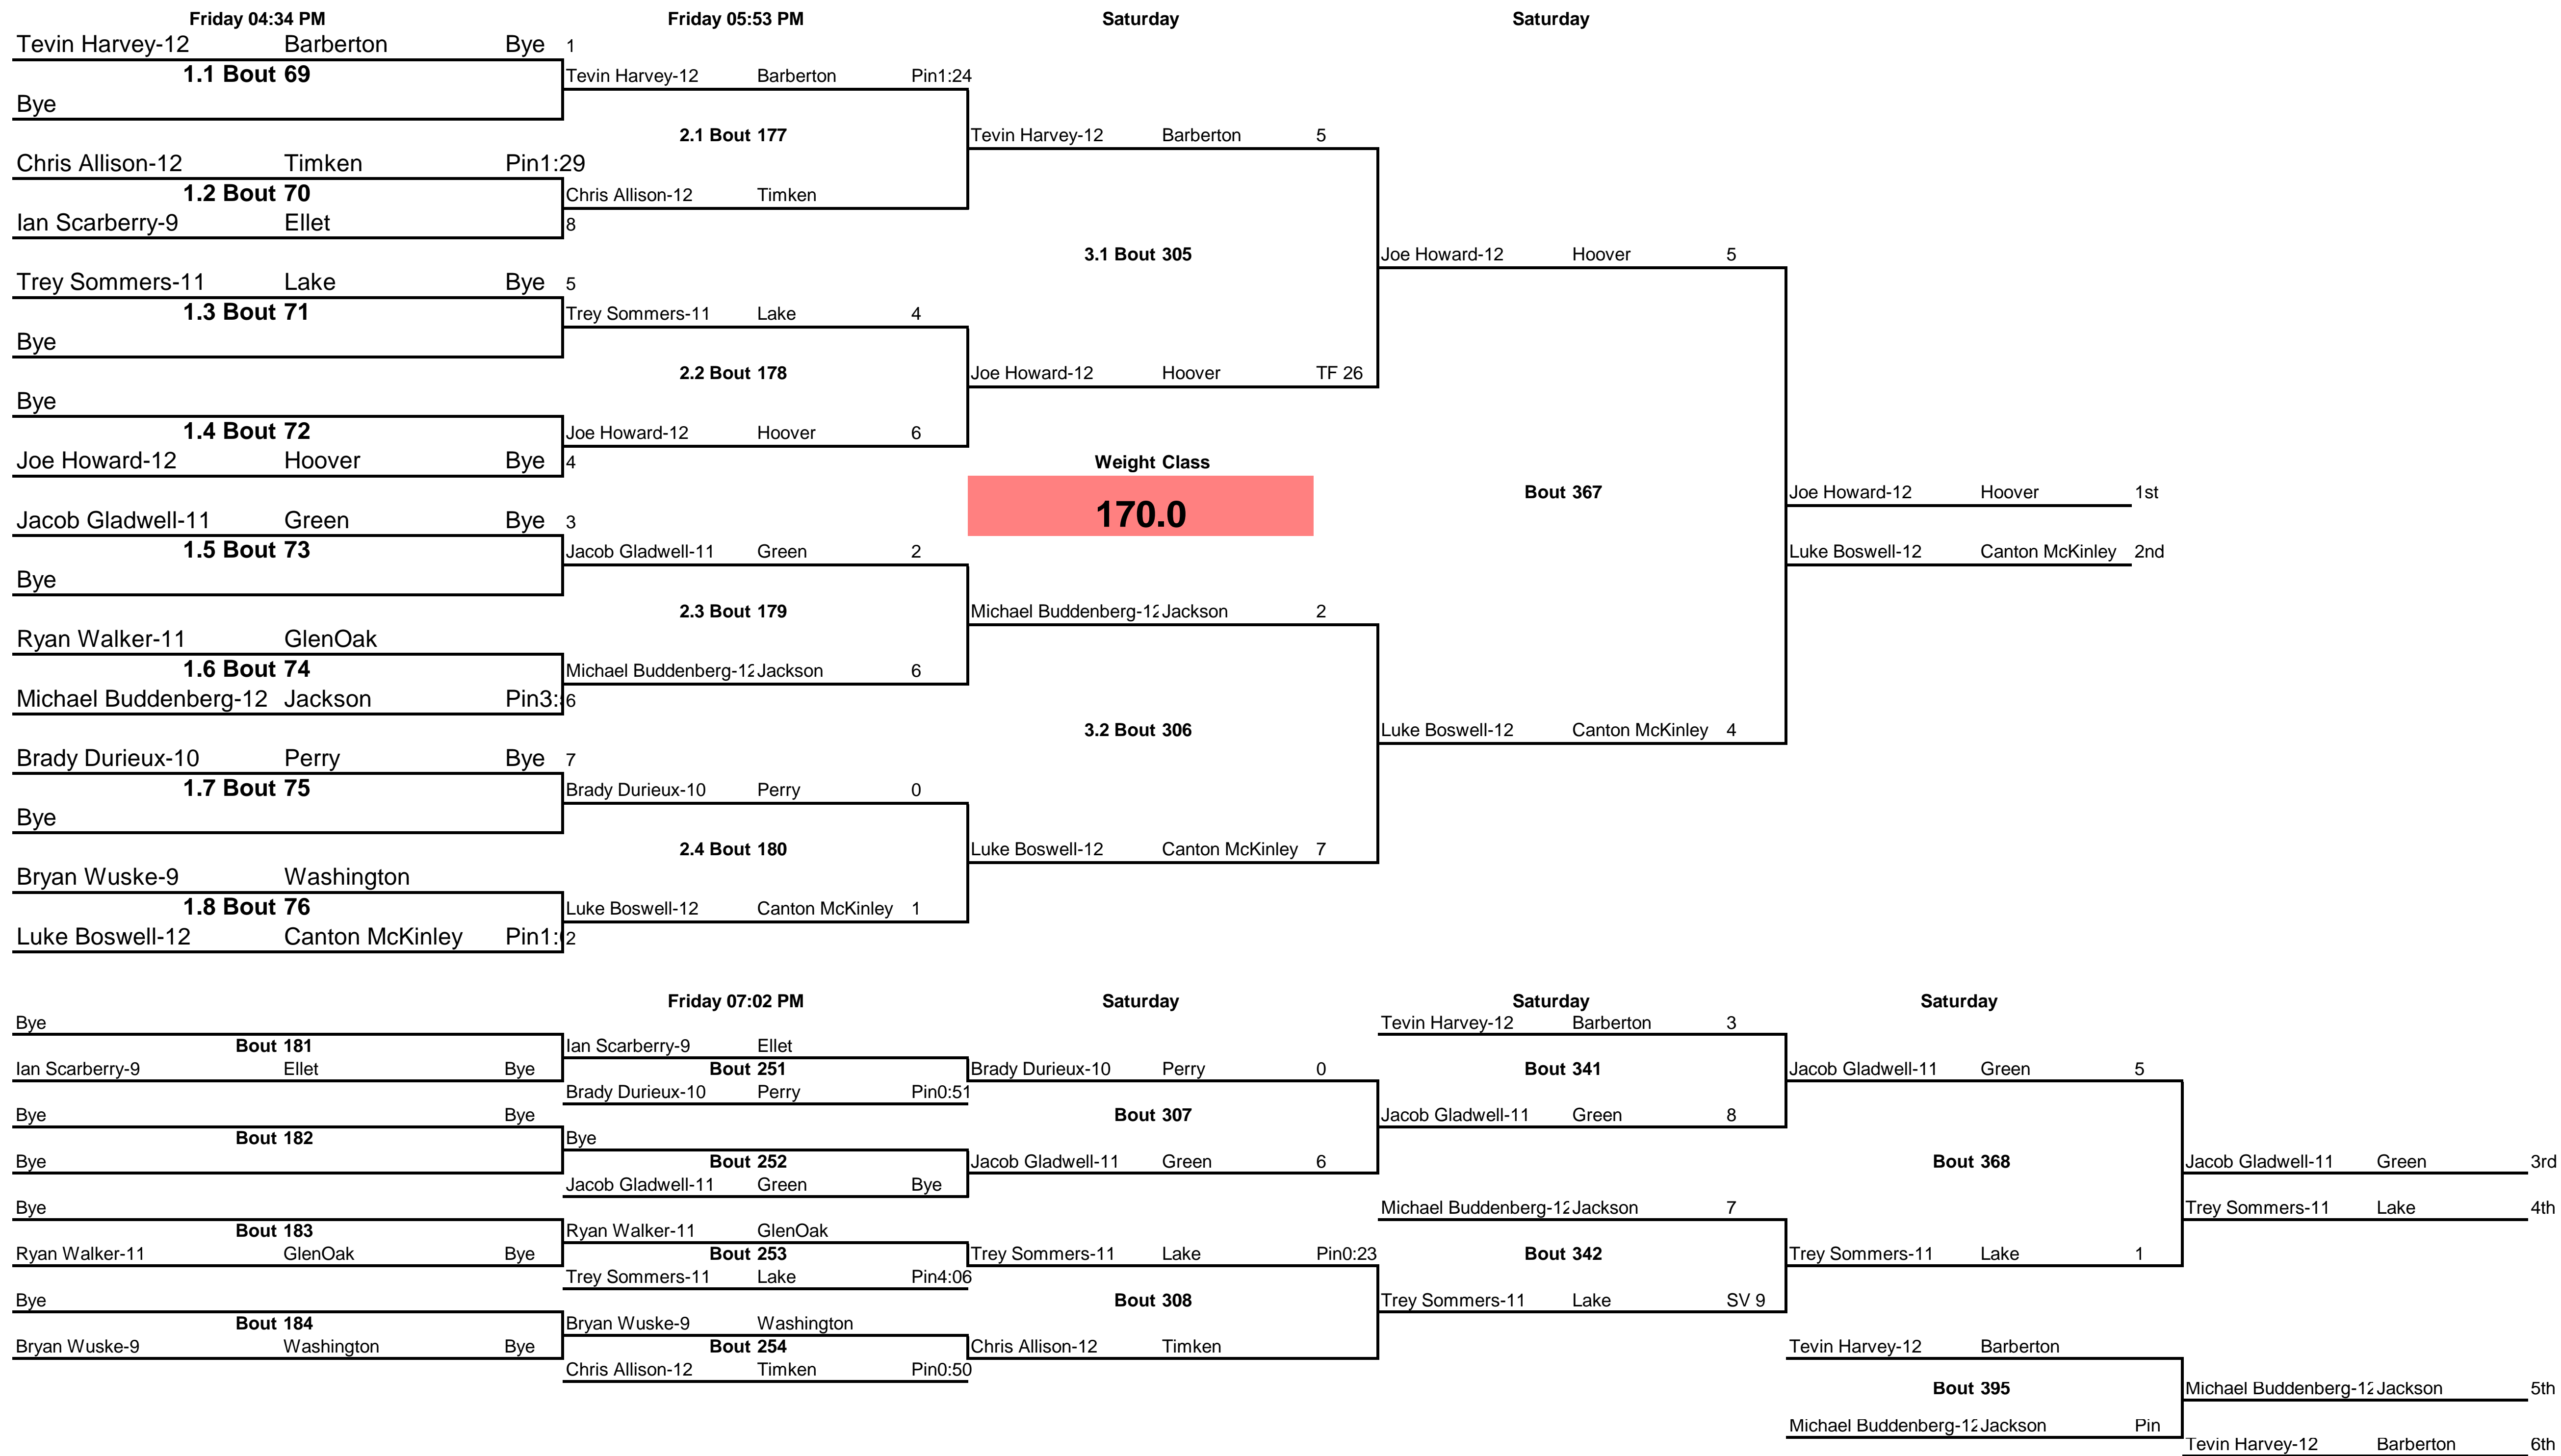 Friday 04:34 PM Friday 05:53 PM Saturday Saturday
Tevin Harvey-12 Barberton Bye 1
1.1 Bout 69
Tevin Harvey-12 Barberton Pin1:24
Bye
2.1 Bout 177
Tevin Harvey-12 Barberton 5
Chris Allison-12 Timken Pin1:29
1.2 Bout 70
Chris Allison-12 Timken
Ian Scarberry-9 Ellet 8
3.1 Bout 305
Joe Howard-12 Hoover 5
Trey Sommers-11 Lake Bye 5
1.3 Bout 71
Trey Sommers-11 Lake 4
Bye
2.2 Bout 178
Joe Howard-12 Hoover TF 26
Bye
1.4 Bout 72
Joe Howard-12 Hoover 6
Joe Howard-12 Hoover Bye 4
Weight Class
170.0
Bout 367
Joe Howard-12 Hoover 1st
Jacob Gladwell-11 Green Bye 3
1.5 Bout 73
Jacob Gladwell-11 Green 2
Luke Boswell-12 Canton McKinley 2nd
Bye
2.3 Bout 179
Michael Buddenberg-12 Jackson 2
Ryan Walker-11 GlenOak
1.6 Bout 74
Michael Buddenberg-12 Jackson 6
Michael Buddenberg-12 Jackson Pin3: 6
3.2 Bout 306
Luke Boswell-12 Canton McKinley 4
Brady Durieux-10 Perry Bye 7
1.7 Bout 75
Brady Durieux-10 Perry 0
Bye
2.4 Bout 180
Luke Boswell-12 Canton McKinley 7
Bryan Wuske-9 Washington
1.8 Bout 76
Luke Boswell-12 Canton McKinley 1
Luke Boswell-12 Canton McKinley Pin1: 2
Friday 07:02 PM Saturday Saturday Saturday
Bye
Tevin Harvey-12 Barberton 3
Bout 181
Ian Scarberry-9 Ellet
Ian Scarberry-9 Ellet Bye
Bout 251
Brady Durieux-10 Perry 0
Bout 341
Jacob Gladwell-11 Green 5
Brady Durieux-10 Perry Pin0:51
Bye Bye
Bout 307
Jacob Gladwell-11 Green 8
Bout 182
Bye
Bye
Bout 252
Jacob Gladwell-11 Green 6
Bout 368
Jacob Gladwell-11 Green 3rd
Jacob Gladwell-11 Green Bye
Bye
Michael Buddenberg-12 Jackson 7
Trey Sommers-11 Lake 4th
Bout 183
Ryan Walker-11 GlenOak
Ryan Walker-11 GlenOak Bye
Bout 253
Trey Sommers-11 Lake Pin0:23
Bout 342
Trey Sommers-11 Lake 1
Trey Sommers-11 Lake Pin4:06
Bye
Bout 308
Trey Sommers-11 Lake SV 9
Bout 184
Bryan Wuske-9 Washington
Bryan Wuske-9 Washington Bye
Bout 254
Chris Allison-12 Timken
Tevin Harvey-12 Barberton
Chris Allison-12 Timken Pin0:50
Bout 395
Michael Buddenberg-12 Jackson 5th
Michael Buddenberg-12 Jackson Pin
Tevin Harvey-12 Barberton 6th